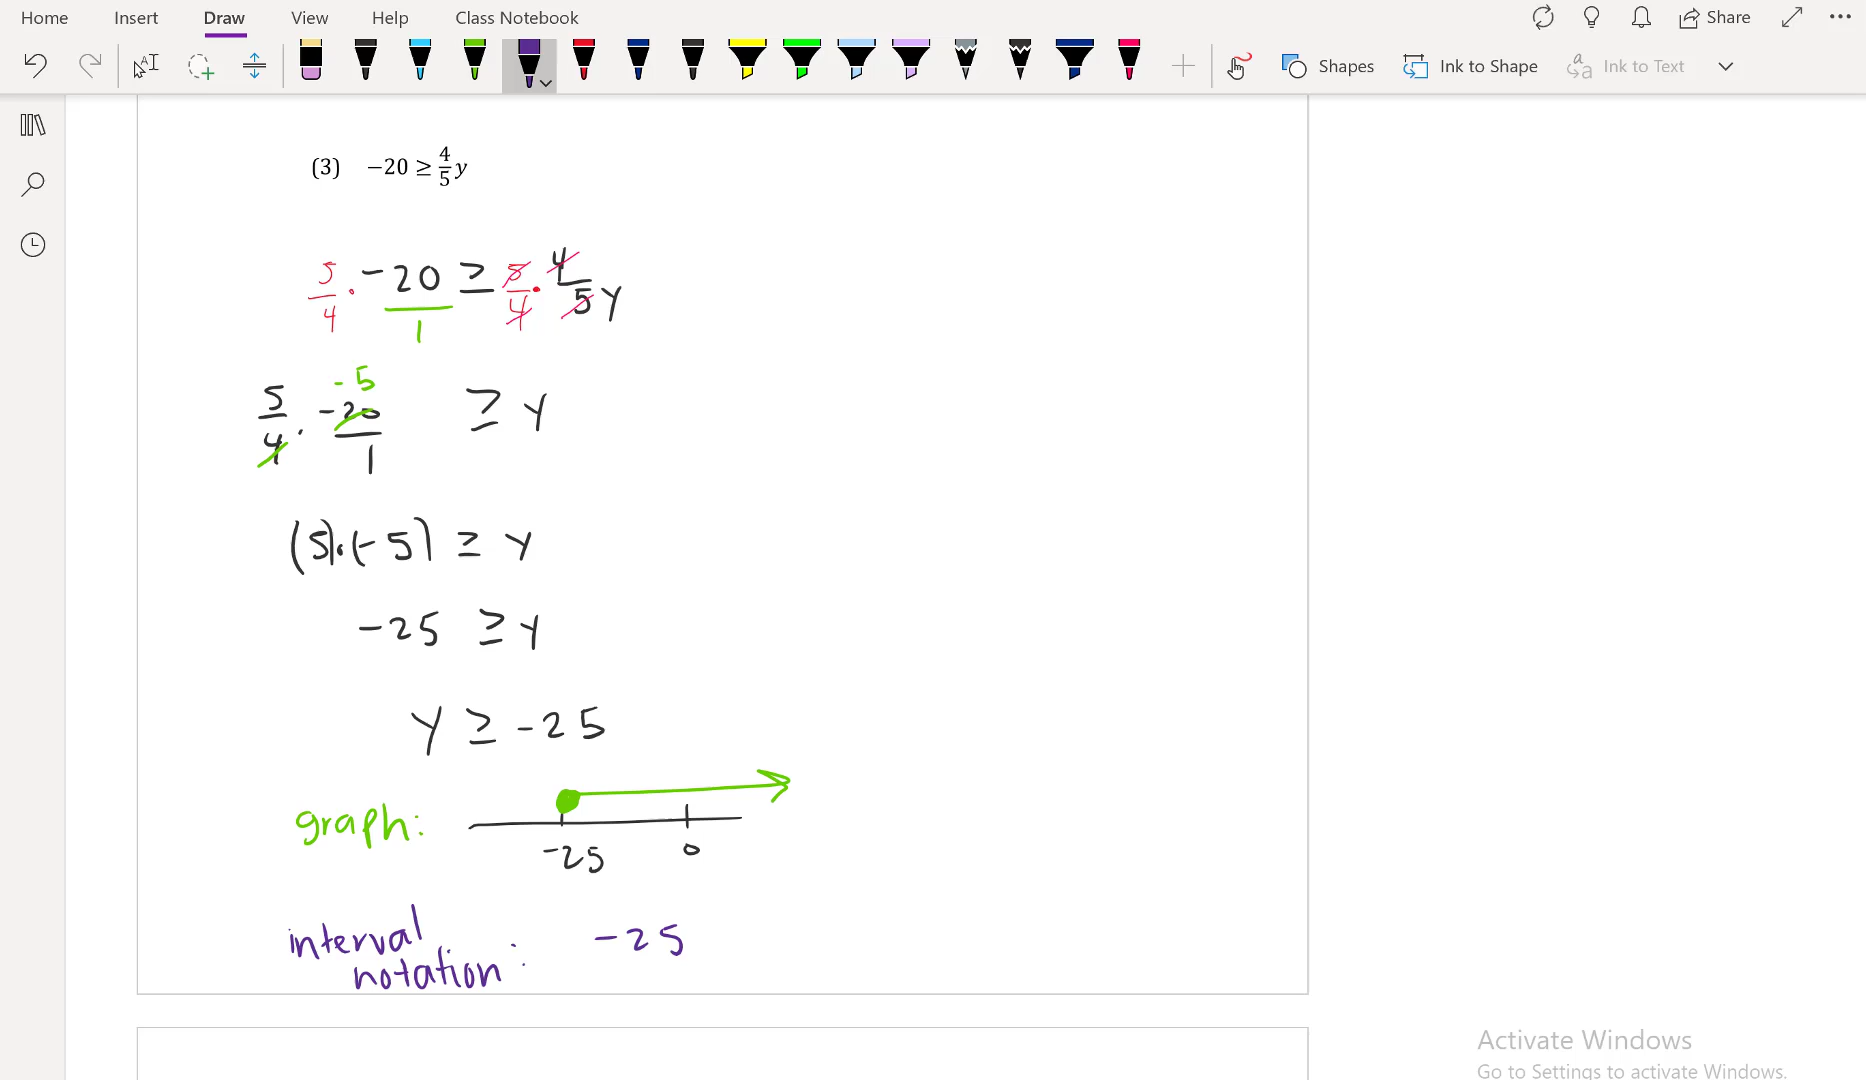 Home Insert Draw View Help Class Notebook Share
Shapes Ink to Shape Ink to Text
(3) −20 ≥ 4/5 y
5/4 · -20/1 ≥ 5/4 · 4/5 y
-5
5/4 · -20/1 ≥ y
(5)·(-5) ≥ y
-25 ≥ y
y ≥ -25
graph:
-25 0
interval
notation: -25
Activate Windows
Go to Settings to activate Windows.